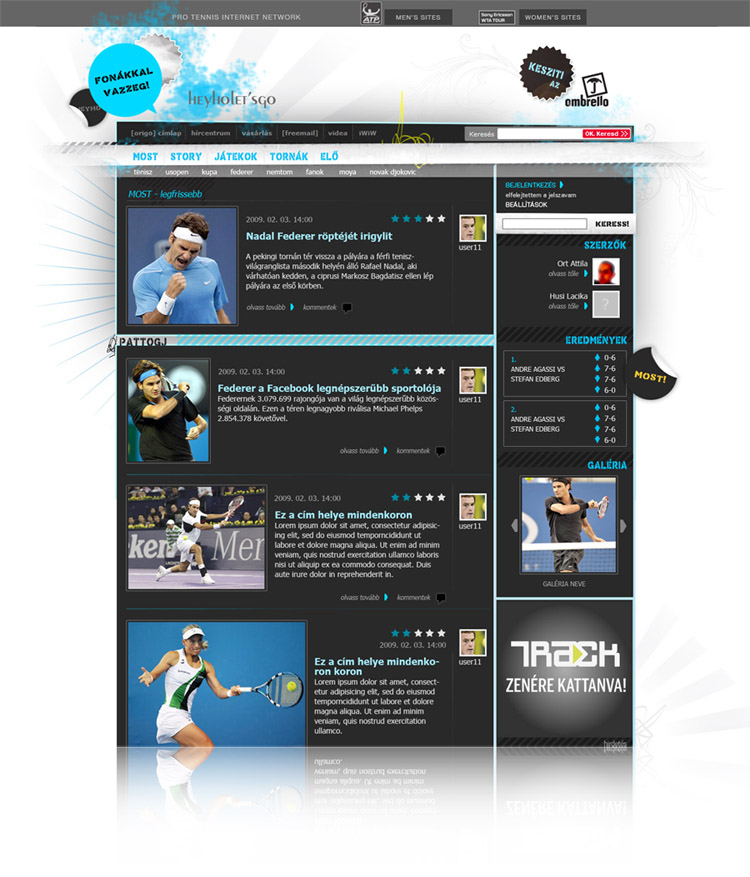 PRO TENNIS INTERNET NETWORK
ATP
MEN'S SITES
Sony Ericsson
WTA TOUR
WOMEN'S SITES
FONÁKKAL
VAZZEG!
HEYHO
heyholet'sgo
KESZITI
AZ
ombrello
[origo] címlap hírcentrum vásárlás [freemail] videa iWiW
Keresés
OK. Keresd
MOST STORY JÁTEKOK TORNÁK ELŐ
tenisz usopen kupa federer nemtom fanok moya novak djokovic
MOST - legfrissebb
2009. 02. 03. 14:00
Nadal Federer röptéjét irigylit
A pekingi tornán tér vissza a pályára a férfi tenisz-
világranglista második helyén álló Rafael Nadal, aki
várhatóan kedden, a ciprusi Markosz Bagdatisz ellen lép
pályára az első körben.
olvass tovább kommentek
user11
BEJELENTKEZÉS
elfelejtettem a jelszavam
BEÁLLÍTÁSOK
KERESS!
SZERZŐK
Ort Attila
olvass tőle
Husi Lacika
olvass tőle
?
PATTOGJ
2009. 02. 03. 14:00
Federer a Facebook legnépszerűbb sportolója
Federernek 3.079.699 rajongója van a világ legnépszerűbb közös-
ségi oldalán. Ezen a téren legnagyobb riválisa Michael Phelps
2.854.378 követővel.
olvass tovább kommentek
user11
EREDMÉNYEK
1.
ANDRE AGASSI VS
STEFAN EDBERG
0-6
7-6
7-6
6-0
2.
ANDRE AGASSI VS
STEFAN EDBERG
0-6
7-6
7-6
6-0
MOST!
2009. 02. 03. 14:00
Ez a cím helye mindenkoron
Lorem ipsum dolor sit amet, consectetur adipisic-
ing elit, sed do eiusmod temporncididunt ut
labore et dolore magna aliqua. Ut enim ad minim
veniam, quis nostrud exercitation ullamco laboris
nisi ut aliquip ex ea commodo consequat. Duis
aute irure dolor in reprehenderit in.
olvass tovább kommentek
user11
GALÉRIA
GALÉRIA NEVE
2009. 02. 03. 14:00
Ez a cím helye mindenko-
ron koron
Lorem ipsum dolor sit amet, consect-
etur adipisicing elit, sed do eiusmod
temporncididunt ut labore et dolore
magna aliqua. Ut enim ad minim
veniam, quis nostrud exercitation
ullamco.
user11
TRACK
ZENÉRE KATTANVA!